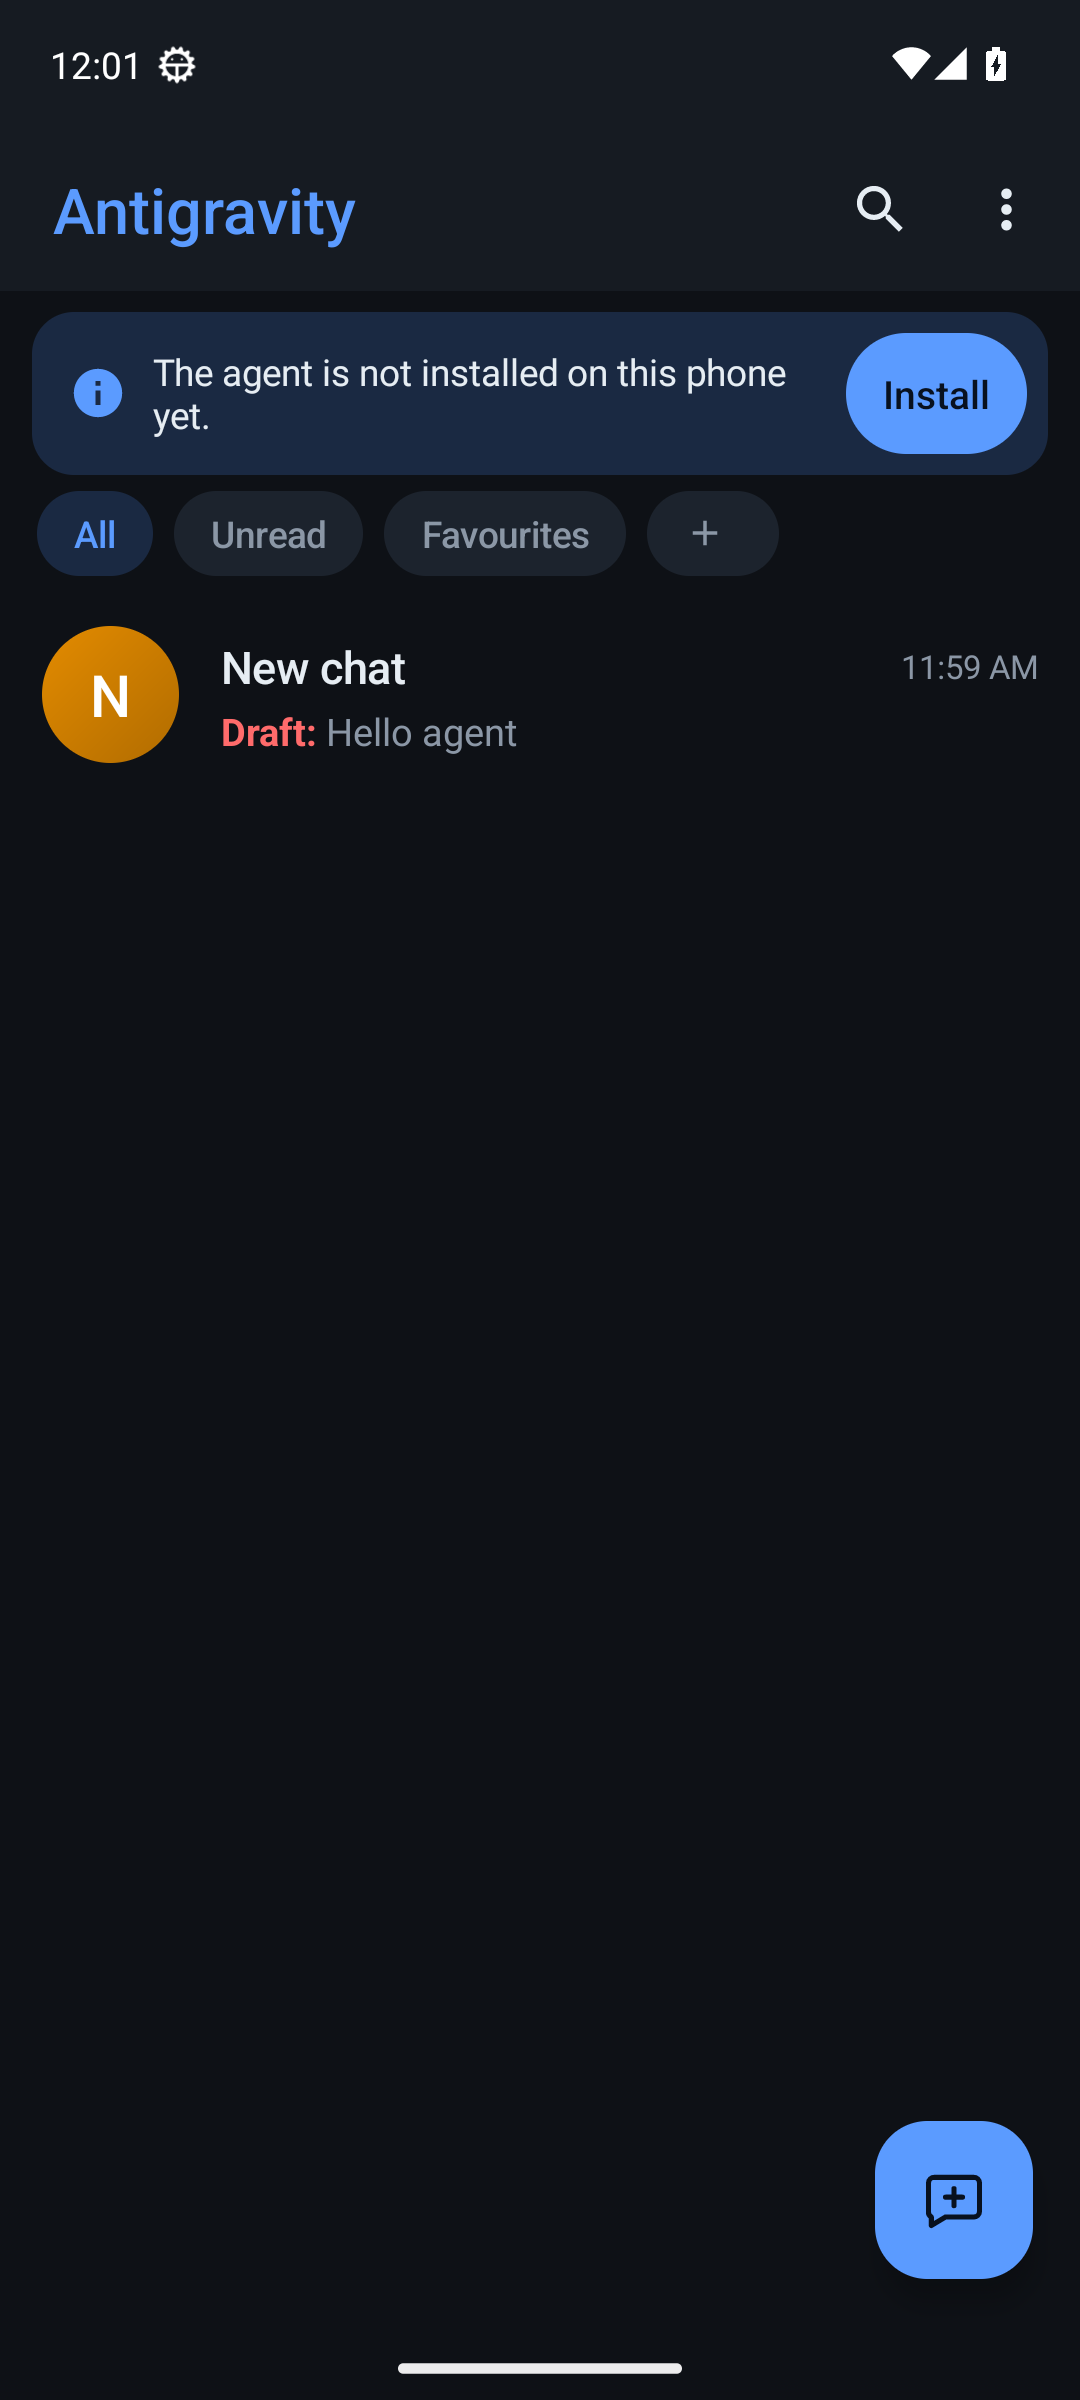 12:01
Antigravity
The agent is not installed on this phone
yet.
Install
All
Unread
Favourites
+
N
New chat
11:59 AM
Draft: Hello agent